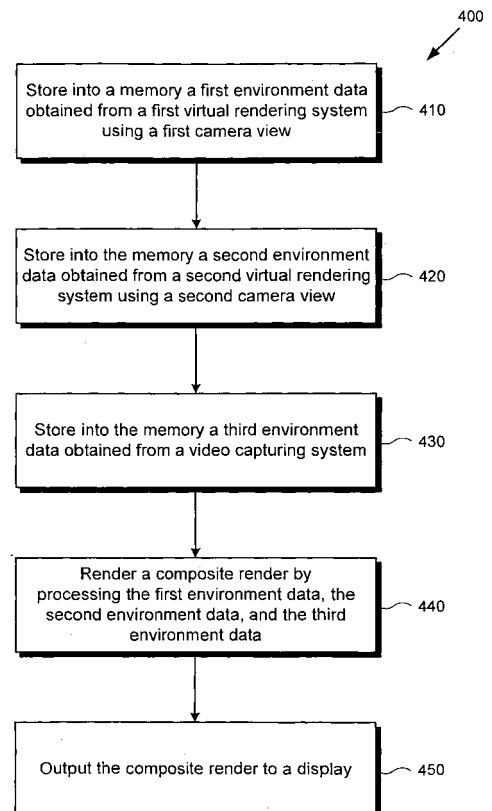 400
Store into a memory a first environment data
obtained from a first virtual rendering system
using a first camera view
410
Store into the memory a second environment
data obtained from a second virtual rendering
system using a second camera view
420
Store into the memory a third environment
data obtained from a video capturing system
430
Render a composite render by
processing the first environment data, the
second environment data, and the third
environment data
440
Output the composite render to a display
450